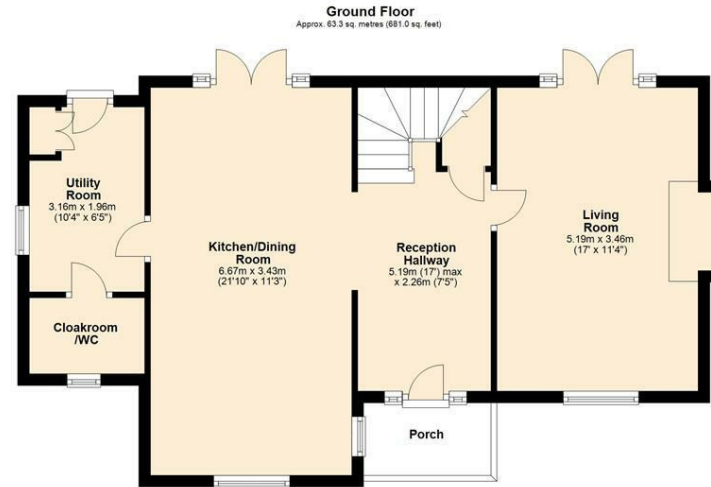 Ground Floor
Approx. 63.3 sq. metres (681.0 sq. feet)
Utility
Room
3.16m x 1.96m
(10'4" x 6'5")
Kitchen/Dining
Room
6.67m x 3.43m
(21'10" x 11'3")
Reception
Hallway
5.19m (17') max
x 2.26m (7'5")
Living
Room
5.19m x 3.46m
(17' x 11'4")
Cloakroom
/WC
Porch